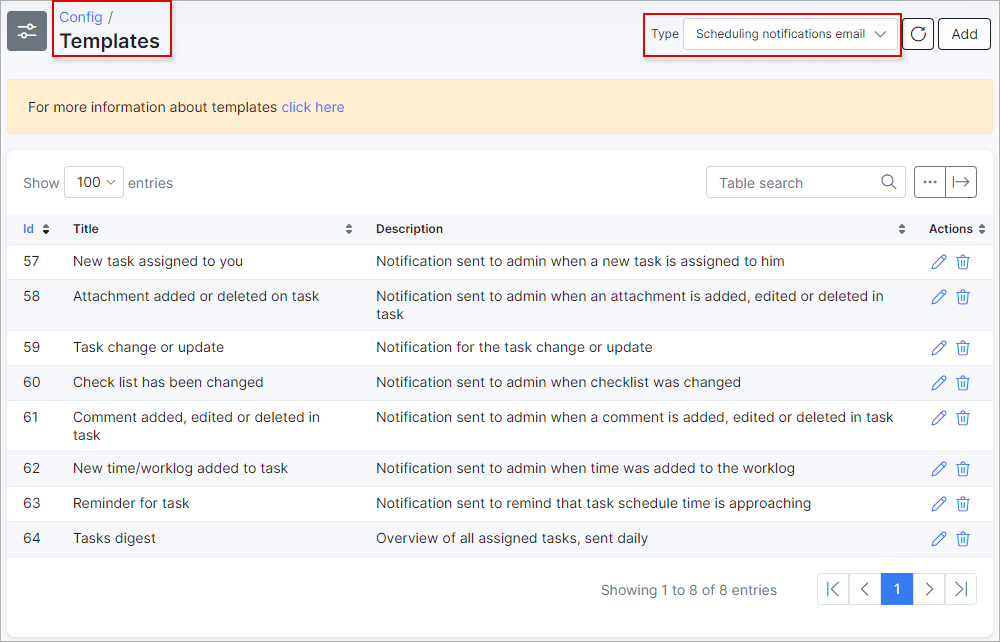 Config /
Templates
Type Scheduling notifications email Add
For more information about templates click here
Show 100 entries Table search
Id Title Description Actions
57 New task assigned to you Notification sent to admin when a new task is assigned to him
58 Attachment added or deleted on task Notification sent to admin when an attachment is added, edited or deleted in
task
59 Task change or update Notification for the task change or update
60 Check list has been changed Notification sent to admin when checklist was changed
61 Comment added, edited or deleted in Notification sent to admin when a comment is added, edited or deleted in task
task
62 New time/worklog added to task Notification sent to admin when time was added to the worklog
63 Reminder for task Notification sent to remind that task schedule time is approaching
64 Tasks digest Overview of all assigned tasks, sent daily
Showing 1 to 8 of 8 entries 1